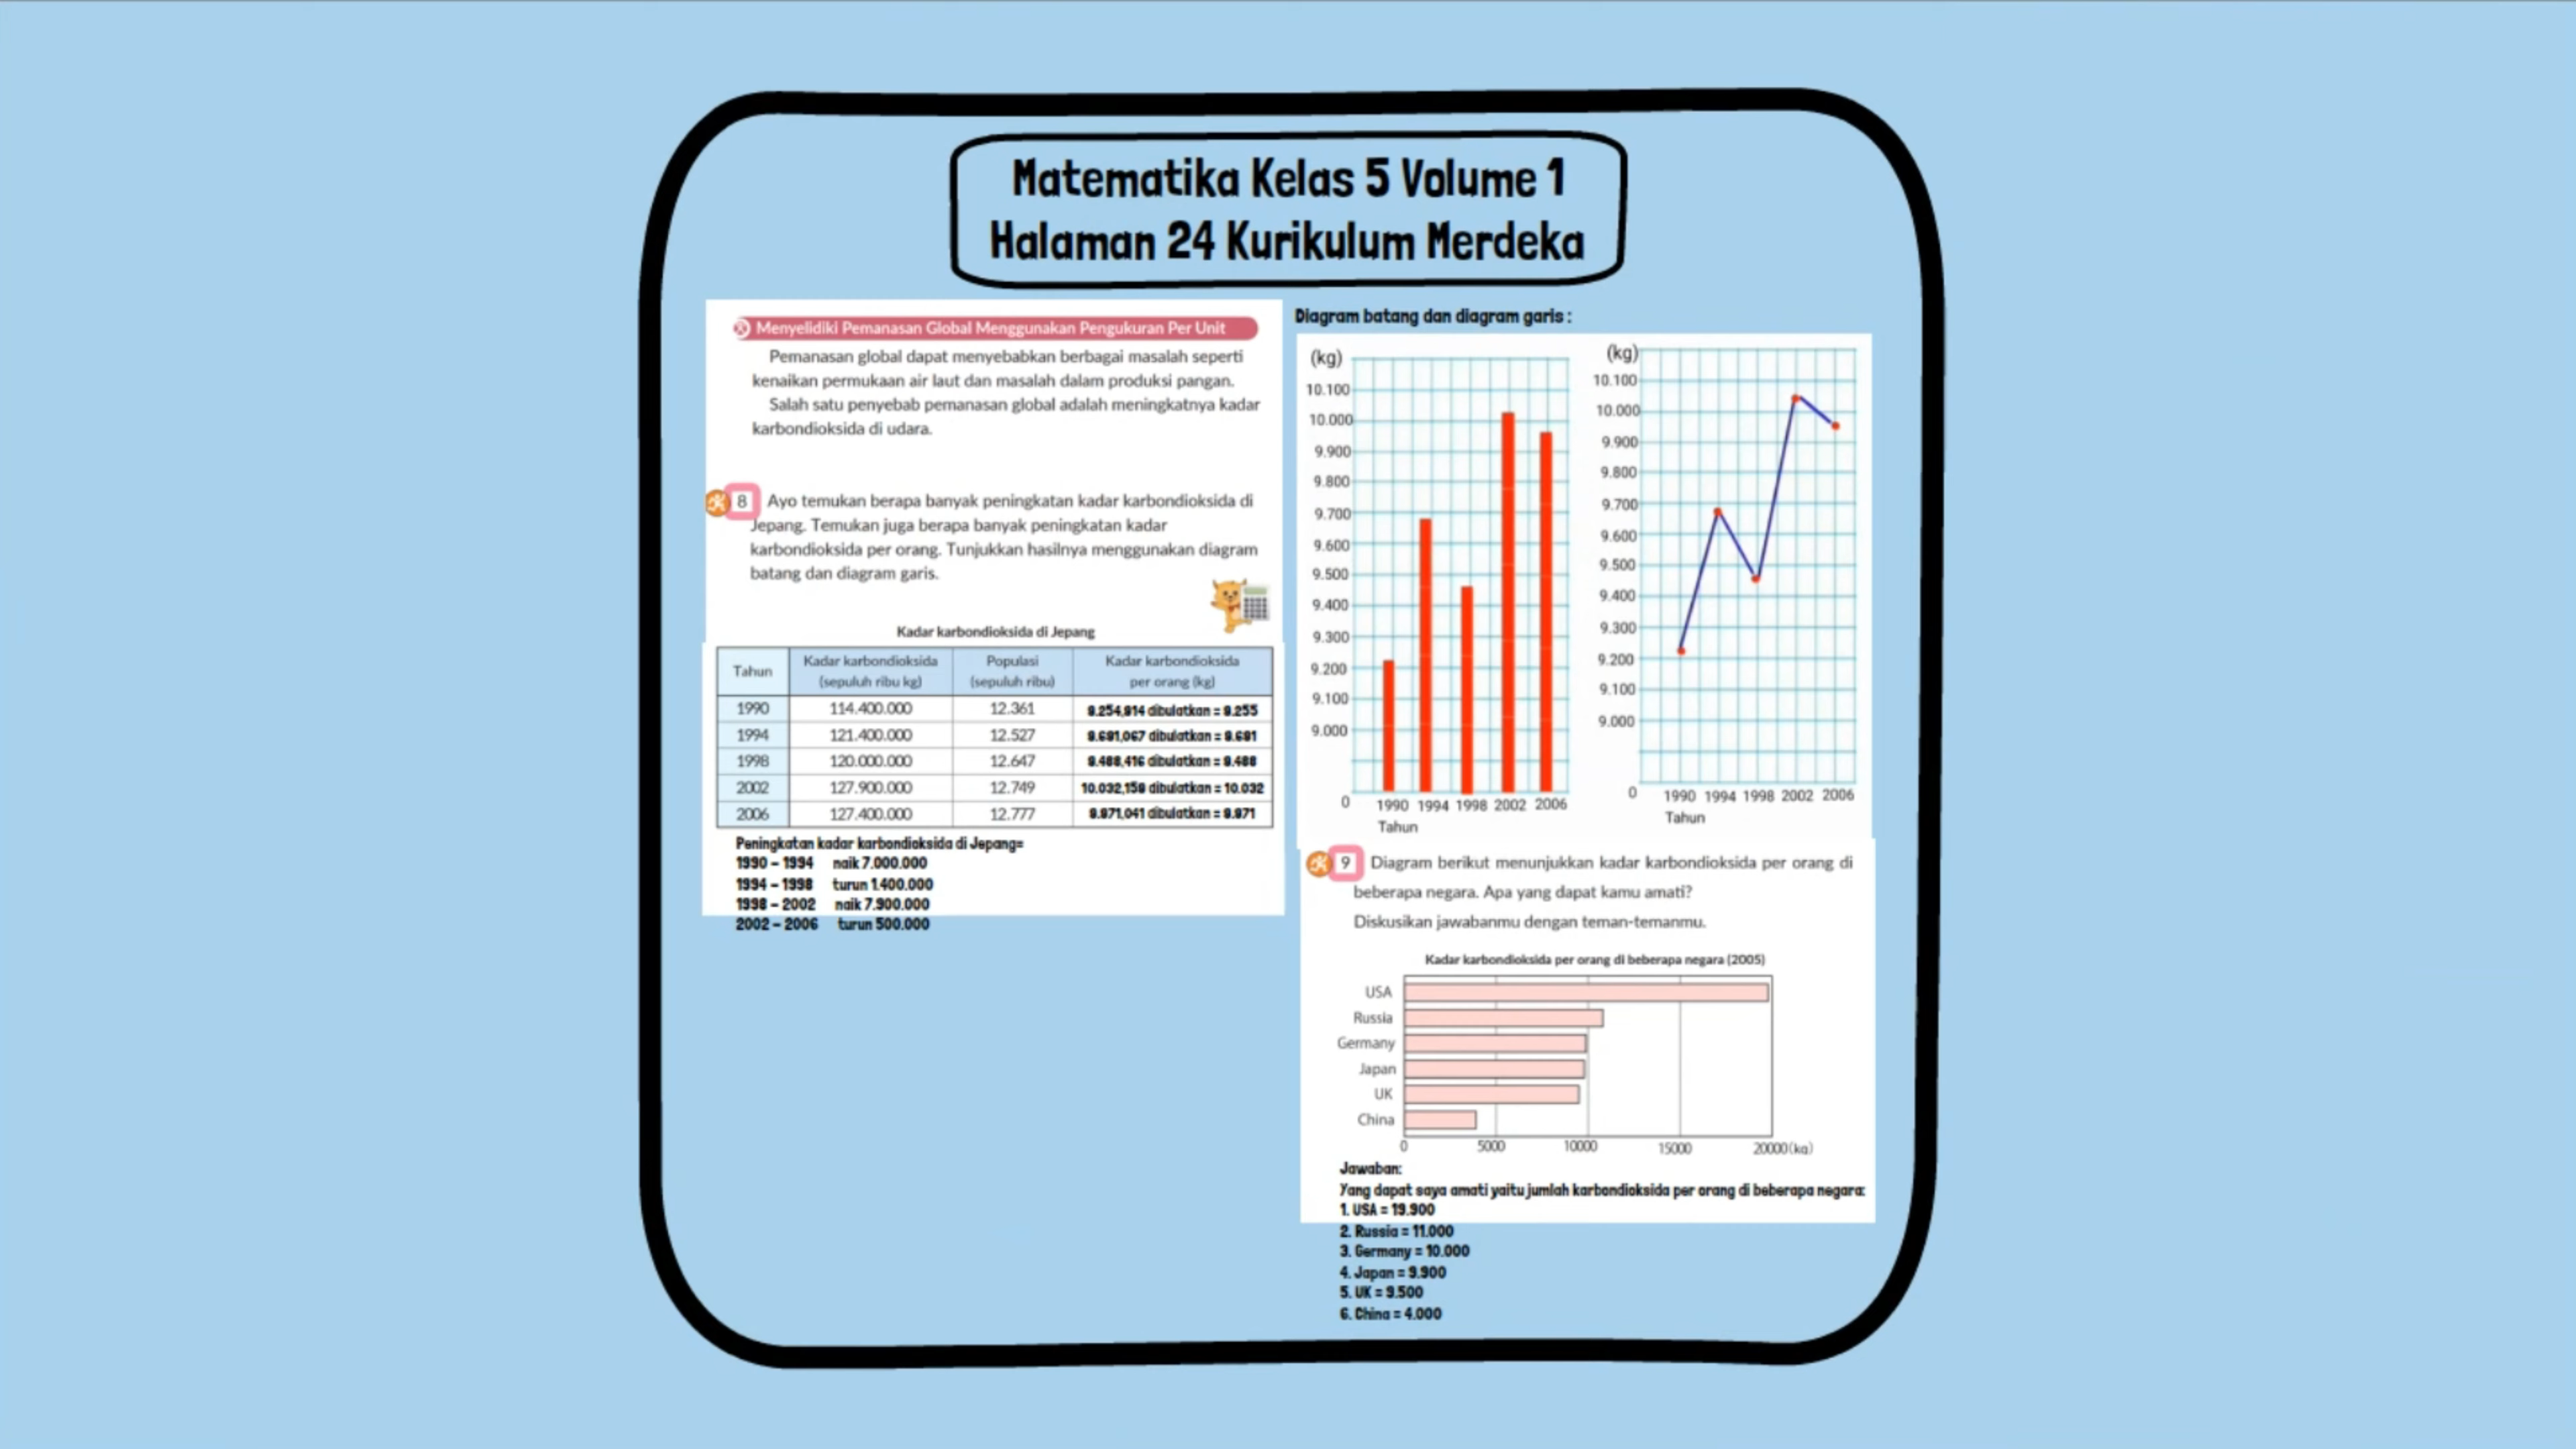 Matematika Kelas 5 Volume 1
Halaman 24 Kurikulum Merdeka
Menyelidiki Pemanasan Global Menggunakan Pengukuran Per Unit
Pemanasan global dapat menyebabkan berbagai masalah seperti
kenaikan permukaan air laut dan masalah dalam produksi pangan.
Salah satu penyebab pemanasan global adalah meningkatnya kadar
karbondioksida di udara.
8 Ayo temukan berapa banyak peningkatan kadar karbondioksida di
Jepang. Temukan juga berapa banyak peningkatan kadar
karbondioksida per orang. Tunjukkan hasilnya menggunakan diagram
batang dan diagram garis.
Kadar karbondioksida di Jepang
Tahun Kadar karbondioksida (sepuluh ribu kg) Populasi (sepuluh ribu) Kadar karbondioksida per orang (kg)
1990 114.400.000 12.361 9.254,914 dibulatkan = 9.255
1994 121.400.000 12.527 9.691,067 dibulatkan = 9.691
1998 120.000.000 12.647 9.488,416 dibulatkan = 9.488
2002 127.900.000 12.749 10.032,159 dibulatkan = 10.032
2006 127.400.000 12.777 9.971,041 dibulatkan = 9.971
Peningkatan kadar karbondioksida di Jepang=
1990 – 1994 naik 7.000.000
1994 – 1998 turun 1.400.000
1998 – 2002 naik 7.900.000
2002 – 2006 turun 500.000
Diagram batang dan diagram garis :
(kg)
10.100
10.000
9.900
9.800
9.700
9.600
9.500
9.400
9.300
9.200
9.100
9.000
0 1990 1994 1998 2002 2006
Tahun
(kg)
10.100
10.000
9.900
9.800
9.700
9.600
9.500
9.400
9.300
9.200
9.100
9.000
0 1990 1994 1998 2002 2006
Tahun
9 Diagram berikut menunjukkan kadar karbondioksida per orang di
beberapa negara. Apa yang dapat kamu amati?
Diskusikan jawabanmu dengan teman-temanmu.
Kadar karbondioksida per orang di beberapa negara (2005)
USA
Russia
Germany
Japan
UK
China
0 5000 10000 15000 20000(kg)
Jawaban:
Yang dapat saya amati yaitu jumlah karbondioksida per orang di beberapa negara:
1. USA = 19.900
2. Russia = 11.000
3. Germany = 10.000
4. Japan = 9.900
5. UK = 9.500
6. China = 4.000